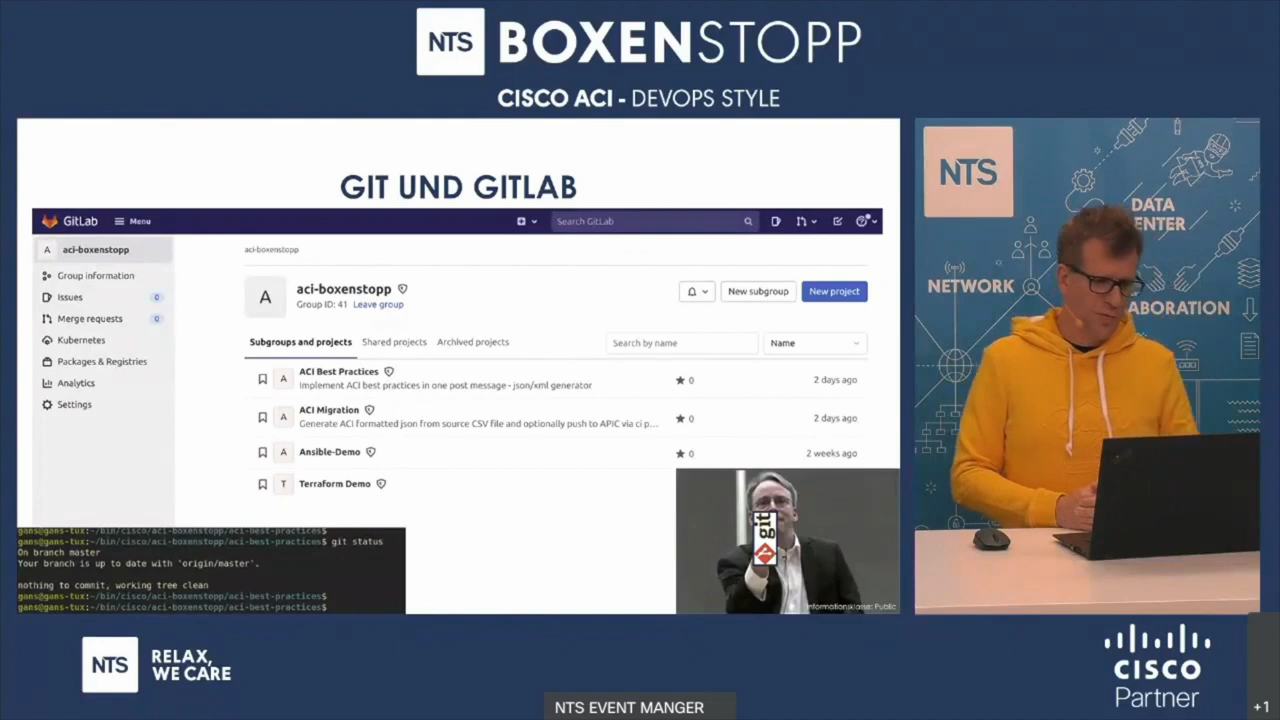 NTS BOXENSTOPP
CISCO ACI - DEVOPS STYLE
GIT UND GITLAB
GitLab Menu Search GitLab
A aci-boxenstopp
Group information
Issues 0
Merge requests 0
Kubernetes
Packages & Registries
Analytics
Settings
aci-boxenstopp
A aci-boxenstopp
Group ID: 41 Leave group
New subgroup New project
Subgroups and projects Shared projects Archived projects Search by name Name
A ACI Best Practices
Implement ACI best practices in one post message - json/xml generator
0 2 days ago
A ACI Migration
Generate ACI formatted json from source CSV file and optionally push to APIC via ci p...
0 2 days ago
A Ansible-Demo 0 2 weeks ago
T Terraform Demo
gans@gans-tux:~/bin/cisco/aci-boxenstopp/aci-best-practices$
gans@gans-tux:~/bin/cisco/aci-boxenstopp/aci-best-practices$ git status
On branch master
Your branch is up to date with 'origin/master'.
nothing to commit, working tree clean
gans@gans-tux:~/bin/cisco/aci-boxenstopp/aci-best-practices$
gans@gans-tux:~/bin/cisco/aci-boxenstopp/aci-best-practices$
git
Informationsklasse: Public
NTS
DATA
NETWORK
NTS RELAX,
WE CARE
CISCO
Partner
NTS EVENT MANGER
+1